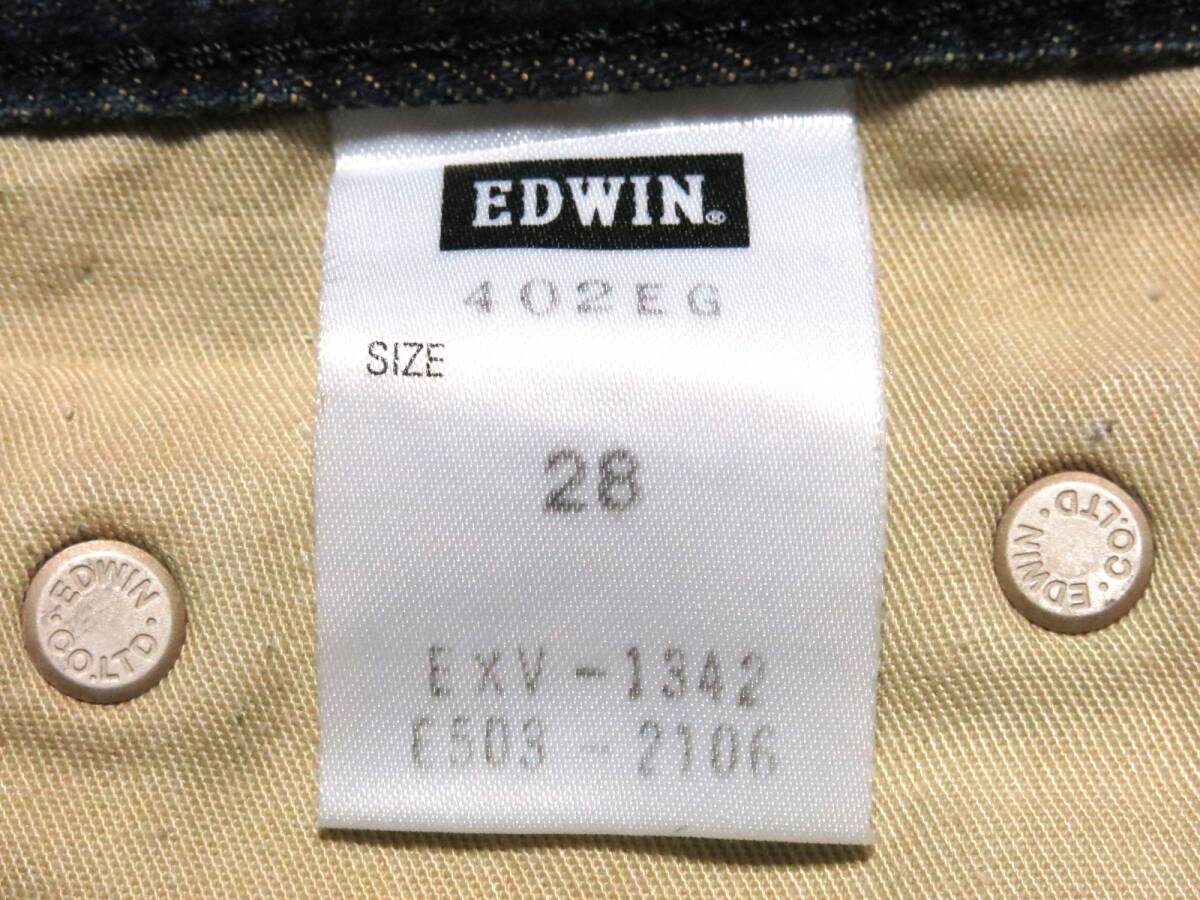 EDWIN®
402EG
SIZE
28
EXV-1342
E503-2106
EDWIN
CO.LTD
EDWIN
CO.LTD